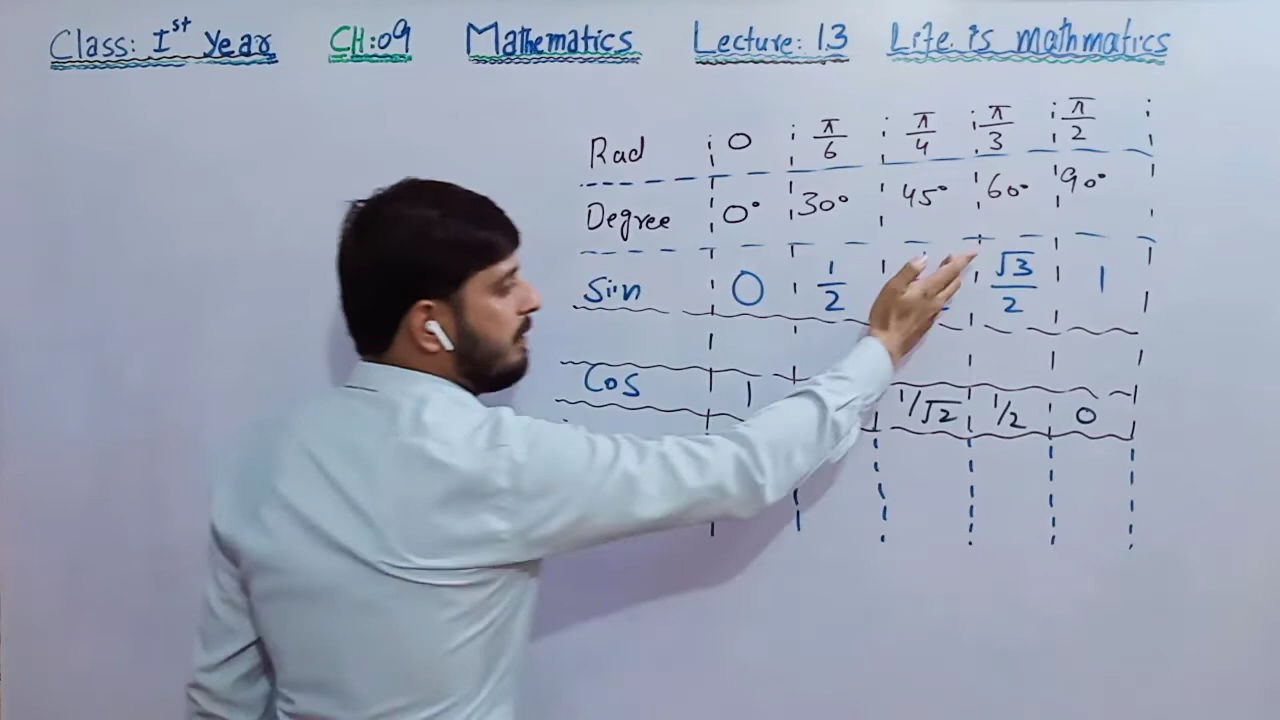 Class: Ist Year CH:09 Mathematics Lecture: 13 Life is mathmatics
Rad 0 π/6 π/4 π/3 π/2
Degree 0° 30° 45° 60° 90°
Sin 0 1/2 √3/2 1
Cos 1 1/√2 1/2 0